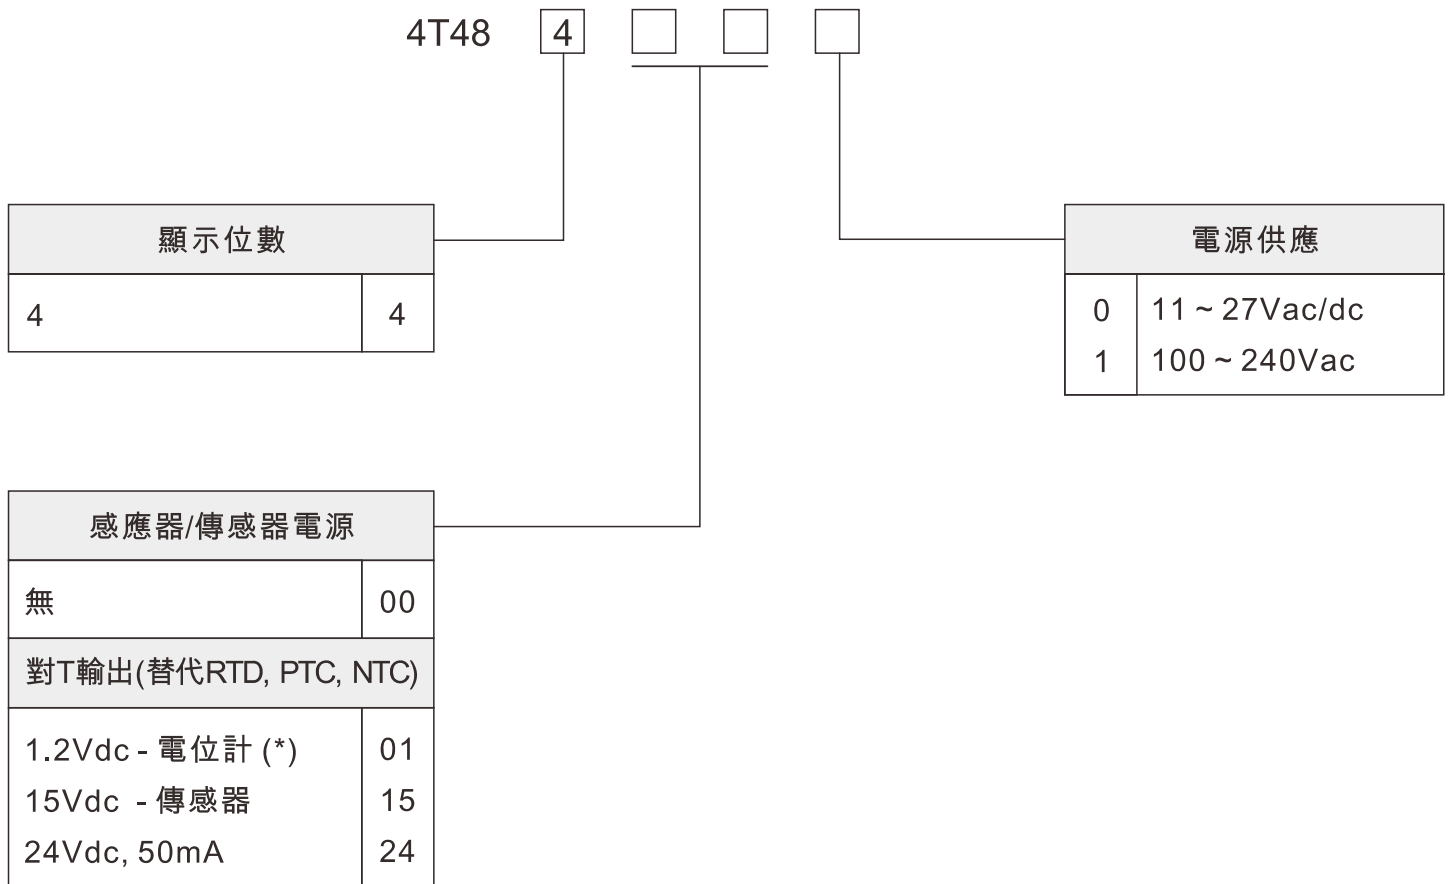 4T48 4
顯示位數
4 4
電源供應
0 11 ~ 27Vac/dc
1 100 ~ 240Vac
感應器/傳感器電源
無 00
對T輸出(替代RTD, PTC, NTC)
1.2Vdc - 電位計 (*) 01
15Vdc - 傳感器 15
24Vdc, 50mA 24